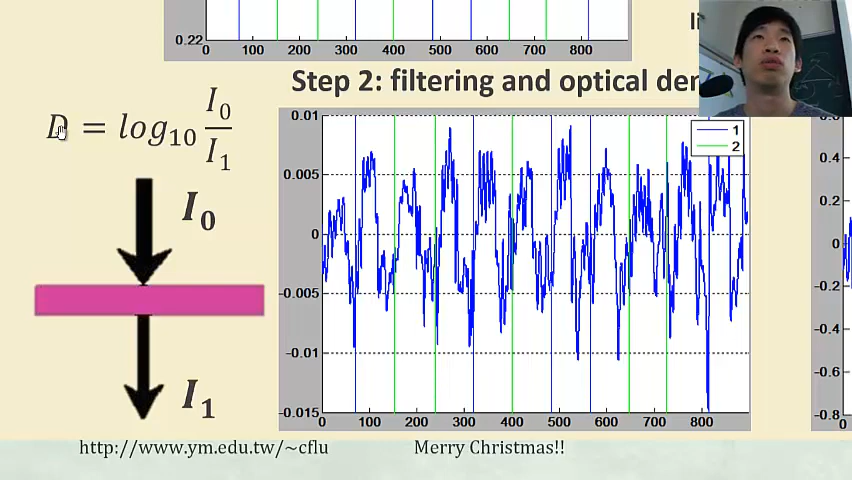 li
0.22
0 100 200 300 400 500 600 700 800
Step 2: filtering and optical den
D = log10 I0/I1
I0
I1
0.01
0.005
0
-0.005
-0.01
-0.015
0 100 200 300 400 500 600 700 800
1
2
0.4
0.2
0
-0.2
-0.4
-0.6
-0.8
http://www.ym.edu.tw/~cflu
Merry Christmas!!